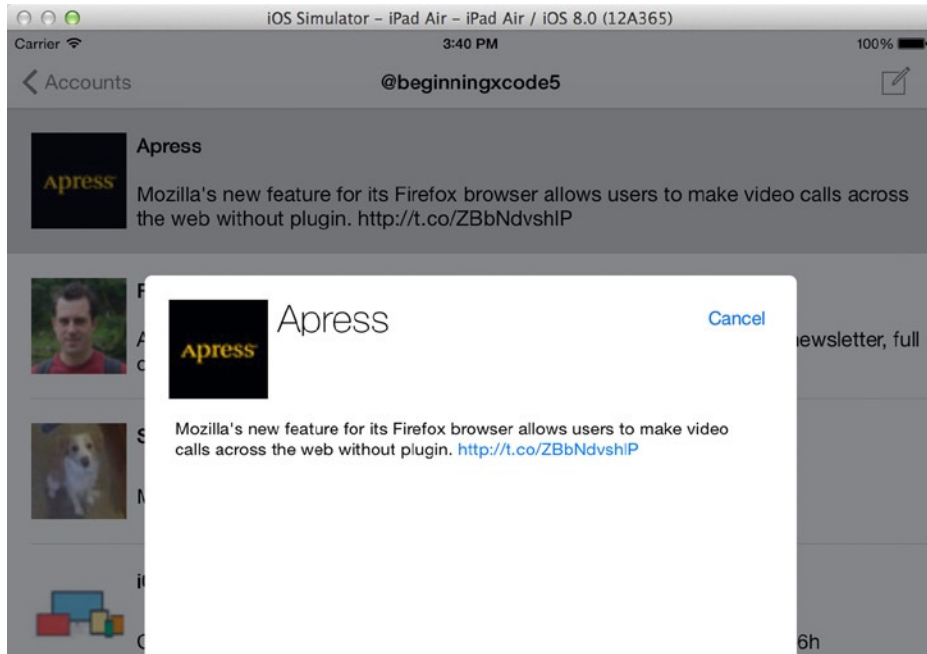 iOS Simulator – iPad Air – iPad Air / iOS 8.0 (12A365)
Carrier 3:40 PM 100%
Accounts @beginningxcode5
Apress
Apress
Mozilla's new feature for its Firefox browser allows users to make video calls across
the web without plugin. http://t.co/ZBbNdvshlP
Apress
Cancel
Apress
ewsletter, full
Mozilla's new feature for its Firefox browser allows users to make video
calls across the web without plugin. http://t.co/ZBbNdvshlP
6h